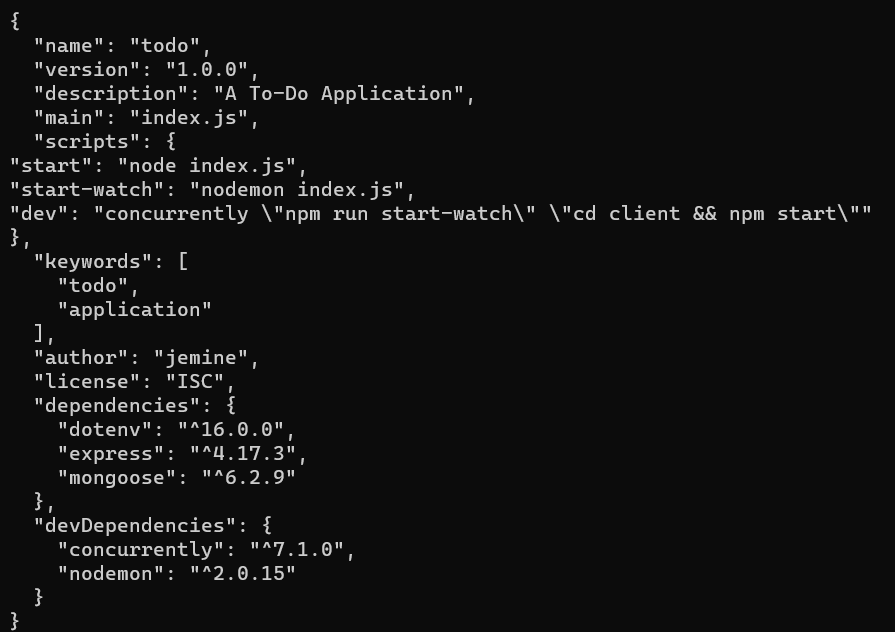 {
  "name": "todo",
  "version": "1.0.0",
  "description": "A To-Do Application",
  "main": "index.js",
  "scripts": {
"start": "node index.js",
"start-watch": "nodemon index.js",
"dev": "concurrently \"npm run start-watch\" \"cd client && npm start\""
},
  "keywords": [
    "todo",
    "application"
  ],
  "author": "jemine",
  "license": "ISC",
  "dependencies": {
    "dotenv": "^16.0.0",
    "express": "^4.17.3",
    "mongoose": "^6.2.9"
  },
  "devDependencies": {
    "concurrently": "^7.1.0",
    "nodemon": "^2.0.15"
  }
}